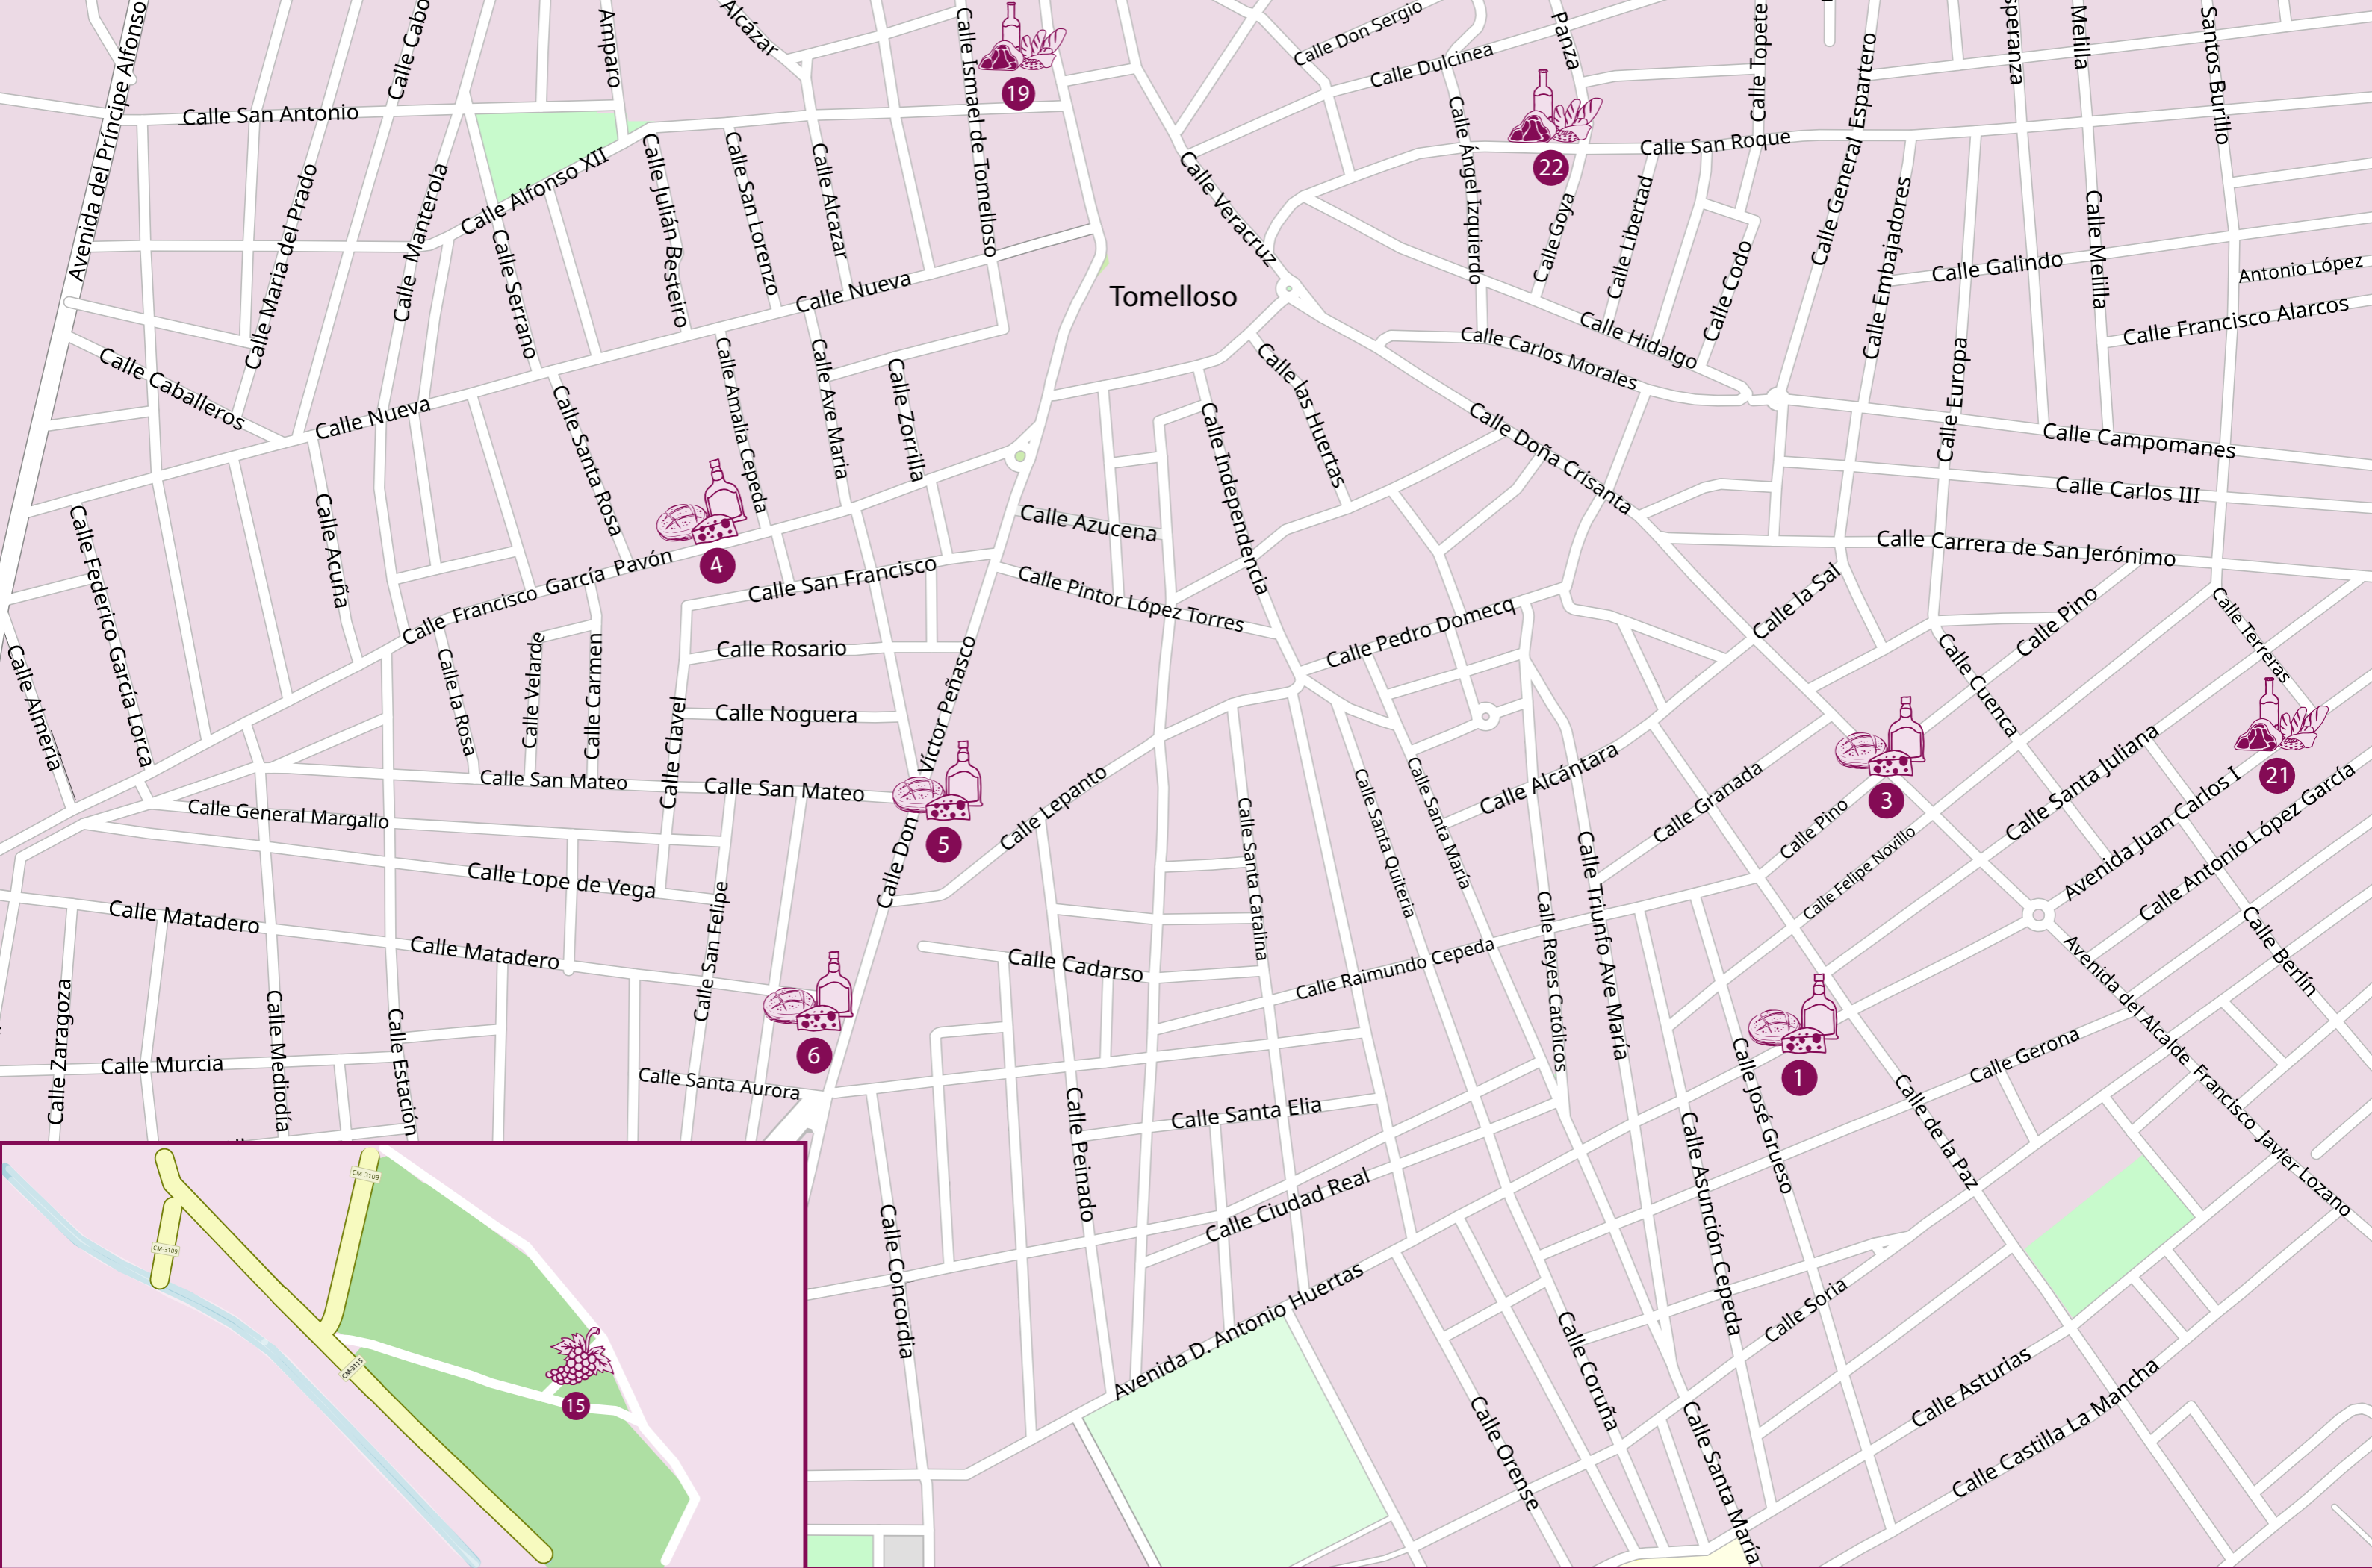 Avenida del Príncipe Alfonso
Calle San Antonio
Calle Cabo
Amparo
Alcázar
Calle Ismael de Tomelloso
19
Calle Don Sergio
Calle Dulcinea
Panza
22
Calle San Roque
Calle Topete
Calle General Espartero
speranza
Melilla
Santos Burillo
Calle Maria del Prado
Calle Manterola
Calle Alfonso XII
Calle Julián Besteiro
Calle San Lorenzo
Calle Alcazar
Calle Veracruz
Calle Ángel Izquierdo
Calle Goya
Calle Libertad
Calle Codo
Calle Embajadores
Calle Galindo
Calle Melilla
Antonio López
Calle Francisco Alarcos
Calle Serrano
Calle Nueva
Tomelloso
Calle Hidalgo
Calle Carlos Morales
Calle Caballeros
Calle Nueva
Calle Santa Rosa
Calle Amalia Cepeda
Calle Ave Maria
Calle Zorrilla
Calle Independencia
Calle las Huertas
Calle Doña Crisanta
Calle Europa
Calle Campomanes
Calle Carlos III
Calle Carrera de San Jerónimo
Calle Federico García Lorca
Calle Acuña
4
Calle Francisco García Pavón
Calle San Francisco
Calle Azucena
Calle Pintor López Torres
Calle Pedro Domecq
Calle la Sal
Calle Pino
Calle Terreras
Calle Almería
Calle la Rosa
Calle Velarde
Calle Carmen
Calle Rosario
Calle Noguera
Calle Clavel
Calle Don Víctor Peñasco
Calle Cuenca
Calle San Mateo
Calle San Mateo
5
Calle Lepanto
Calle Santa Catalina
Calle Santa Quiteria
Calle Santa María
Calle Alcántara
Calle Granada
3
Calle Pino
Calle Felipe Novillo
Calle Santa Juliana
21
Avenida Juan Carlos I
Calle Antonio López García
Calle General Margallo
Calle Lope de Vega
Calle Matadero
Calle Matadero
Calle San Felipe
6
Calle Cadarso
Calle Raimundo Cepeda
Calle Reyes Católicos
Calle Triunfo Ave María
Calle Berlín
Calle Zaragoza
Calle Murcia
Calle Mediodía
Calle Estación
Calle Santa Aurora
Calle Peinado
Calle Santa Elia
1
Calle José Grueso
Calle Asunción Cepeda
Calle de la Paz
Calle Gerona
Avenida del Alcalde Francisco Javier Lozano
Calle Concordia
Calle Ciudad Real
Avenida D. Antonio Huertas
Calle Soria
Calle Coruña
Calle Orense
Calle Santa María
Calle Asturias
Calle Castilla La Mancha
CM-3109
CM-3109
CM-3115
15